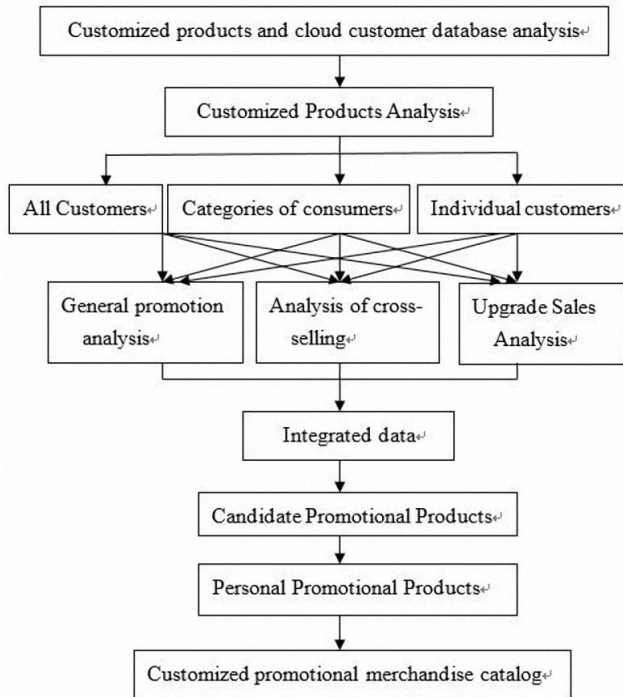 Customized products and cloud customer database analysis↵
Customized Products Analysis↵
All Customers↵
Categories of consumers↵
Individual customers↵
General promotion
analysis↵
Analysis of cross-
selling↵
Upgrade Sales
Analysis↵
Integrated data↵
Candidate Promotional Products↵
Personal Promotional Products↵
Customized promotional merchandise catalog↵